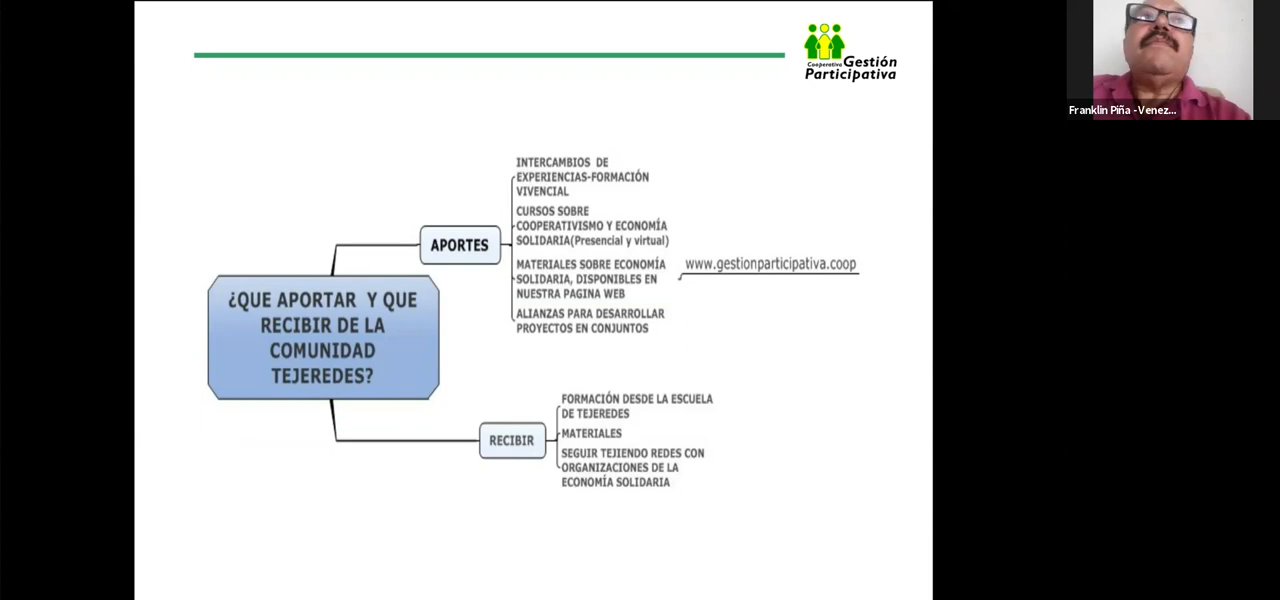 Cooperativa Gestión
Participativa
Franklin Piña - Venez...
INTERCAMBIOS DE
EXPERIENCIAS-FORMACIÓN
VIVENCIAL
CURSOS SOBRE
COOPERATIVISMO Y ECONOMÍA
SOLIDARIA(Presencial y virtual)
APORTES
MATERIALES SOBRE ECONOMÍA
SOLIDARIA, DISPONIBLES EN
NUESTRA PAGINA WEB
www.gestionparticipativa.coop
ALIANZAS PARA DESARROLLAR
PROYECTOS EN CONJUNTOS
¿QUE APORTAR Y QUE
RECIBIR DE LA
COMUNIDAD
TEJEREDES?
RECIBIR
FORMACIÓN DESDE LA ESCUELA
DE TEJEREDES
MATERIALES
SEGUIR TEJIENDO REDES CON
ORGANIZACIONES DE LA
ECONOMÍA SOLIDARIA